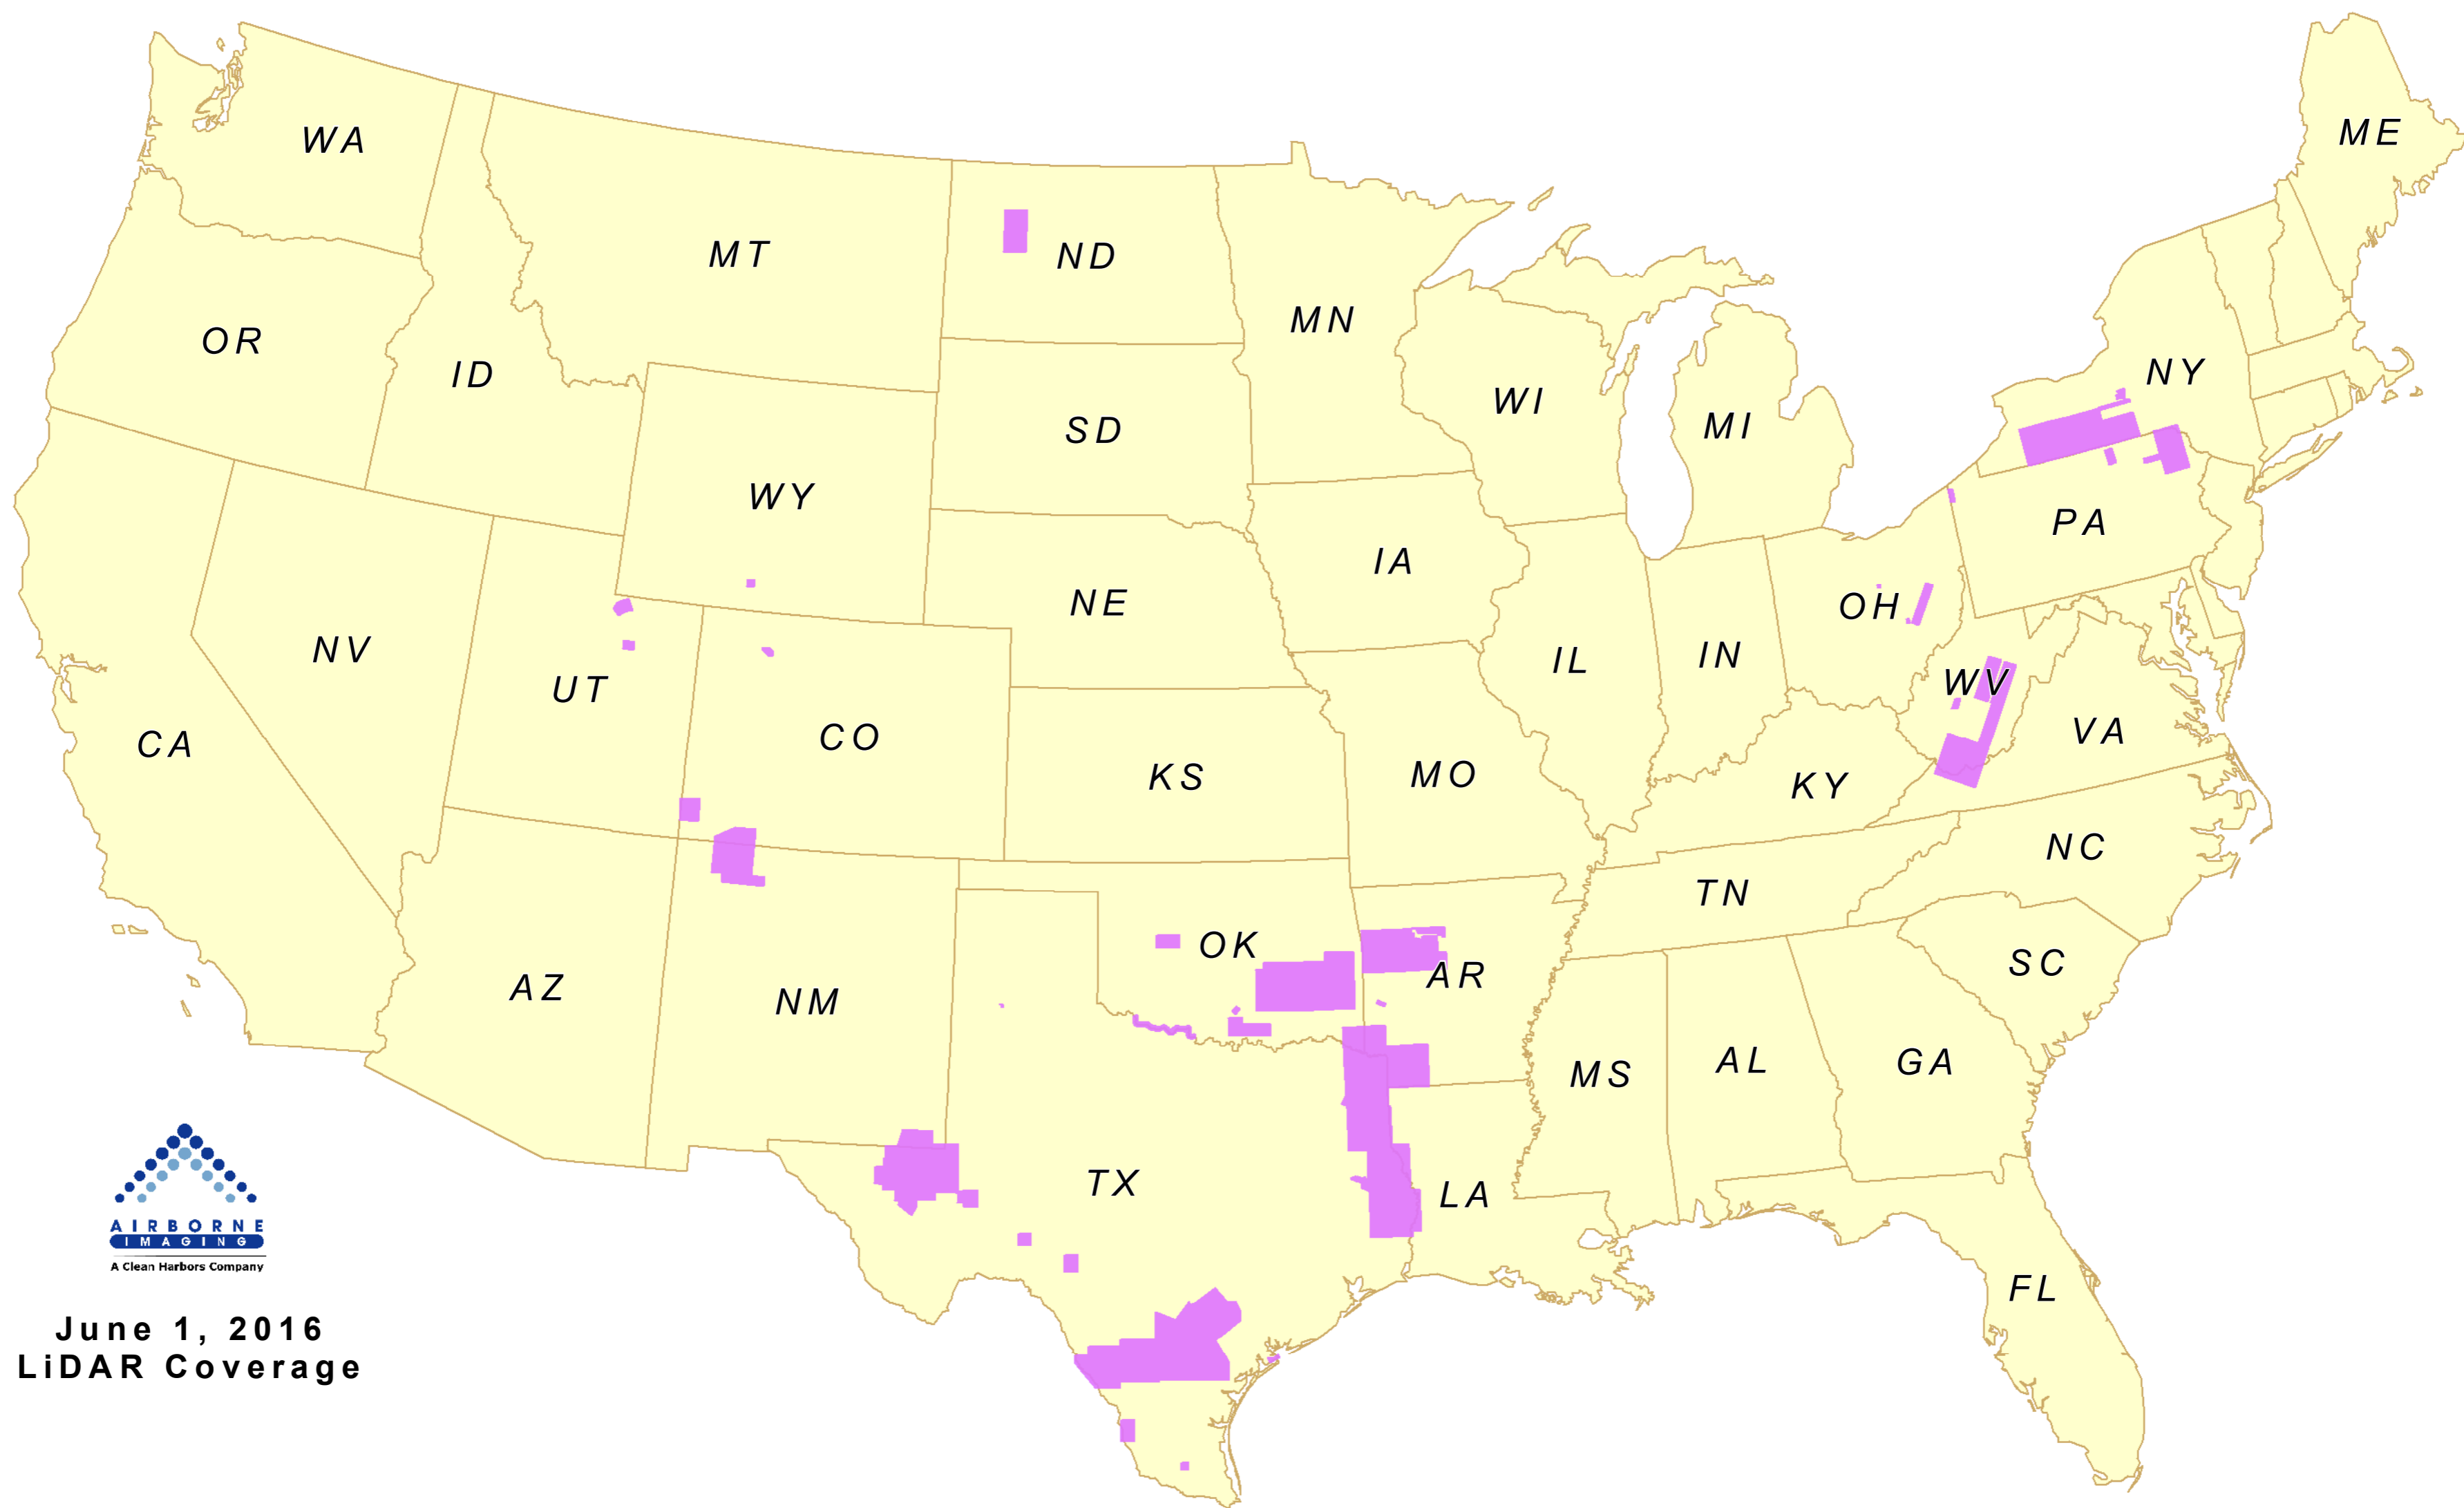 WA
ME
MT
ND
MN
OR
ID
NY
WI
MI
SD
WY
PA
IA
NE
OH
NV
IL
IN
UT
WV
CA
CO
VA
KS
MO
KY
NC
TN
OK
SC
AR
AZ
NM
MS
AL
GA
TX
LA
FL
AIRBORNE
IMAGING
A Clean Harbors Company
June 1, 2016
LiDAR Coverage